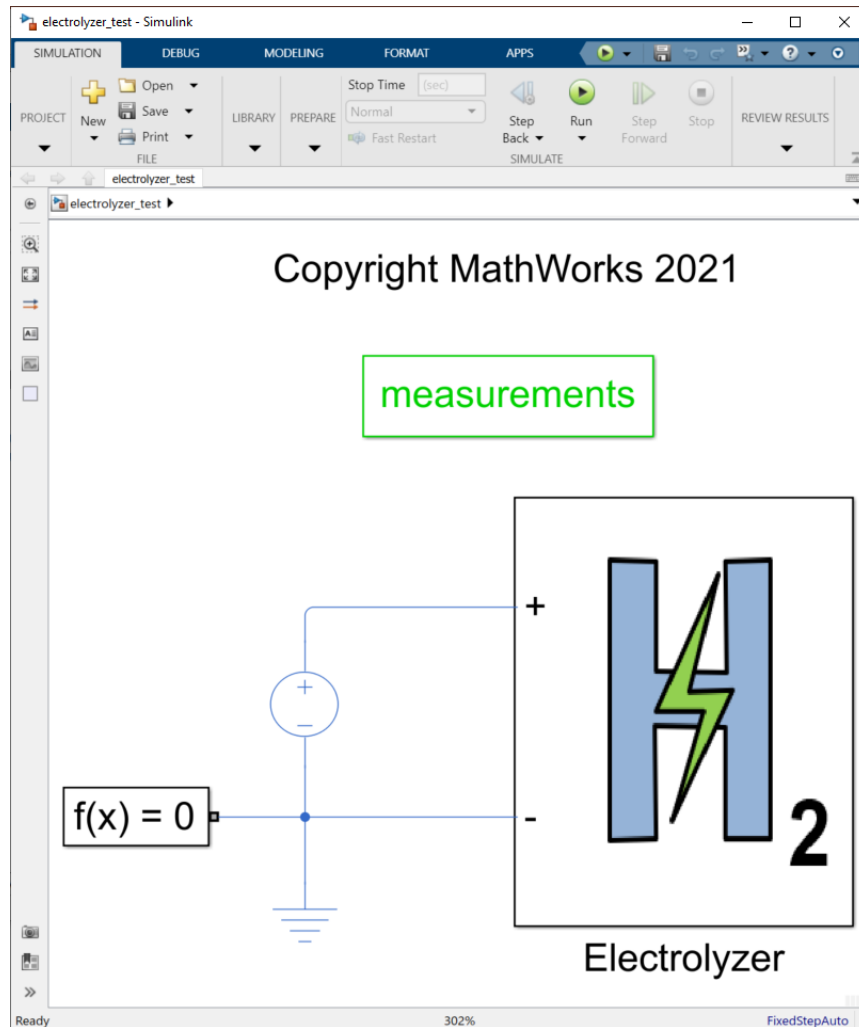 electrolyzer_test - Simulink
SIMULATION DEBUG MODELING FORMAT APPS
PROJECT
New
Open
Save
Print
FILE
LIBRARY
PREPARE
Stop Time (sec)
Normal
Fast Restart
Step Back
Run
Step Forward
Stop
SIMULATE
REVIEW RESULTS
electrolyzer_test
electrolyzer_test
Copyright MathWorks 2021
measurements
+
+
-
f(x) = 0
-
H2
Electrolyzer
Ready 302% FixedStepAuto